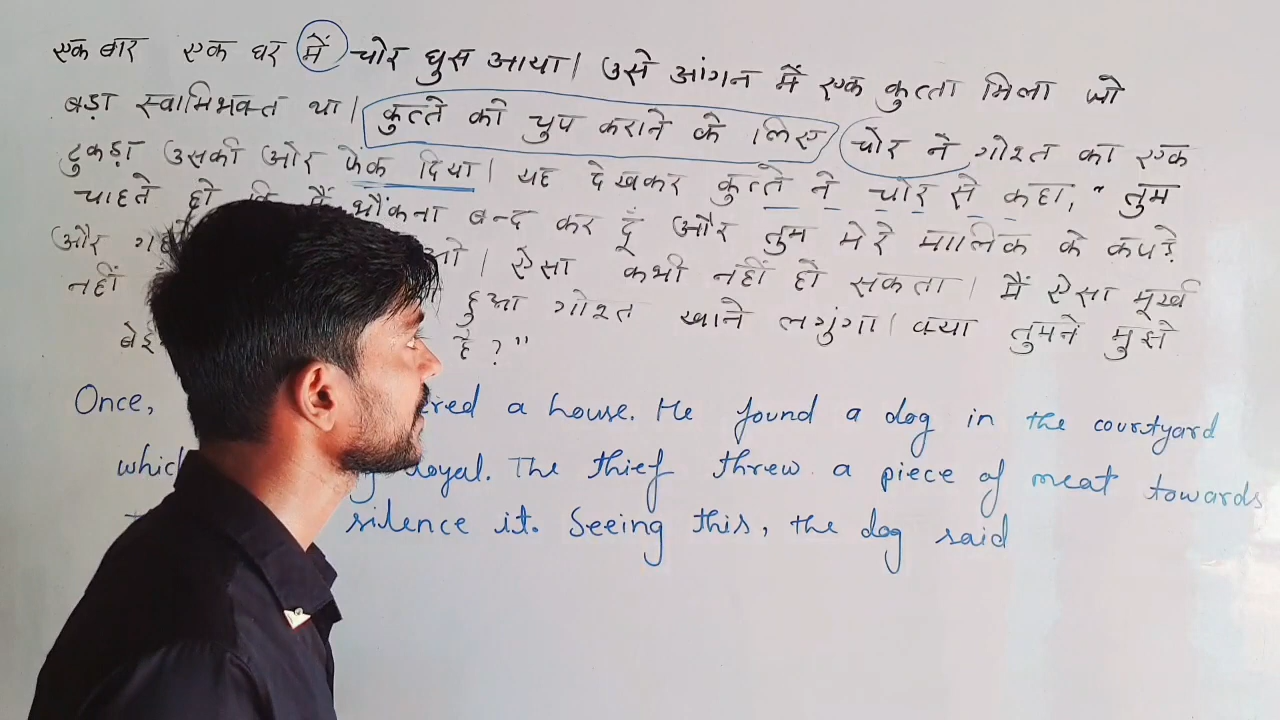 एक बार एक घर में चोर घुस आया। उसे आंगन में एक कुत्ता मिला जो
बड़ा स्वामिभक्त था। कुत्ते को चुप कराने के लिए चोर ने गोश्त का एक
टुकड़ा उसकी ओर फेंक दिया। यह देखकर कुत्ते ने चोर से कहा, "तुम
चाहते हो कि मैं भौंकना बन्द कर दूँ और तुम मेरे मालिक के कपड़े
और ऐसा कभी नहीं हो सकता। मैं ऐसा मूर्ख
नहीं हुआ गोश्त खाने लगुंगा। क्या तुमने मुझे
है?"
Once, a house. He found a dog in the courtyard
which loyal. The thief threw a piece of meat towards
silence it. Seeing this, the dog said